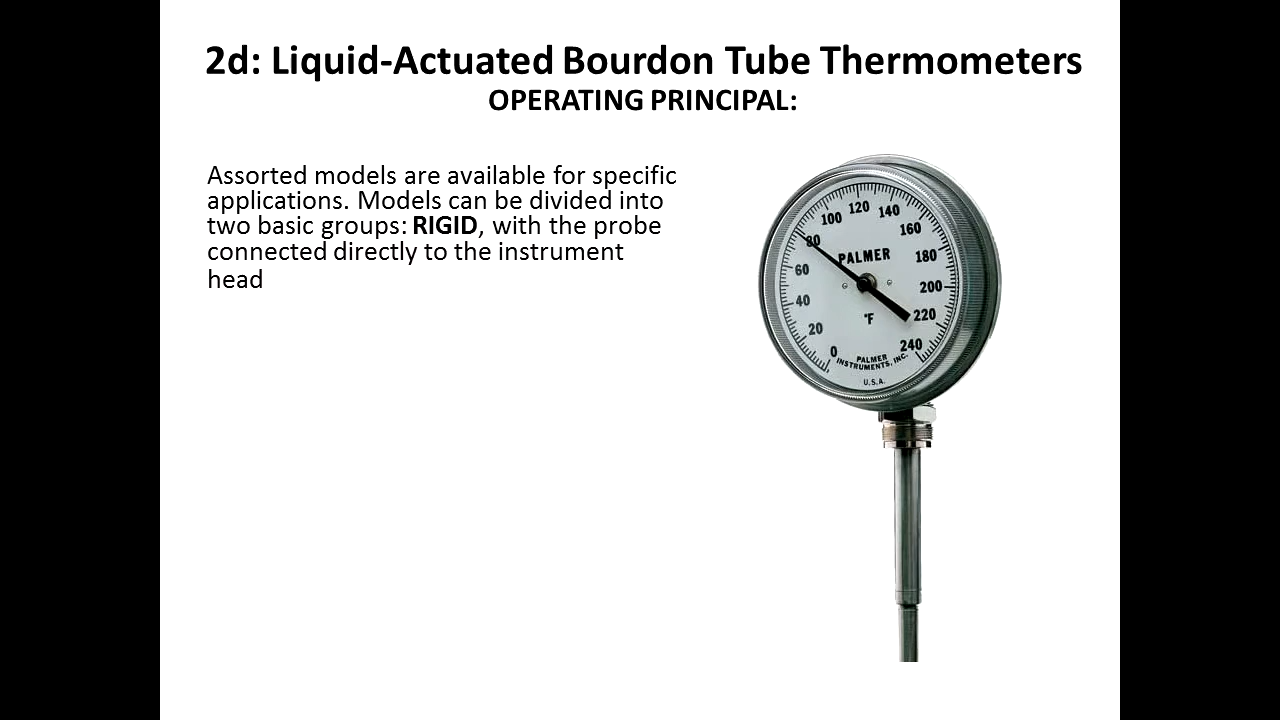 2d: Liquid-Actuated Bourdon Tube Thermometers
OPERATING PRINCIPAL:
Assorted models are available for specific
applications. Models can be divided into
two basic groups: RIGID, with the probe
connected directly to the instrument
head
0
20
40
60
80
100
120
140
160
180
200
220
240
PALMER
°F
PALMER
INSTRUMENTS, INC.
U.S.A.